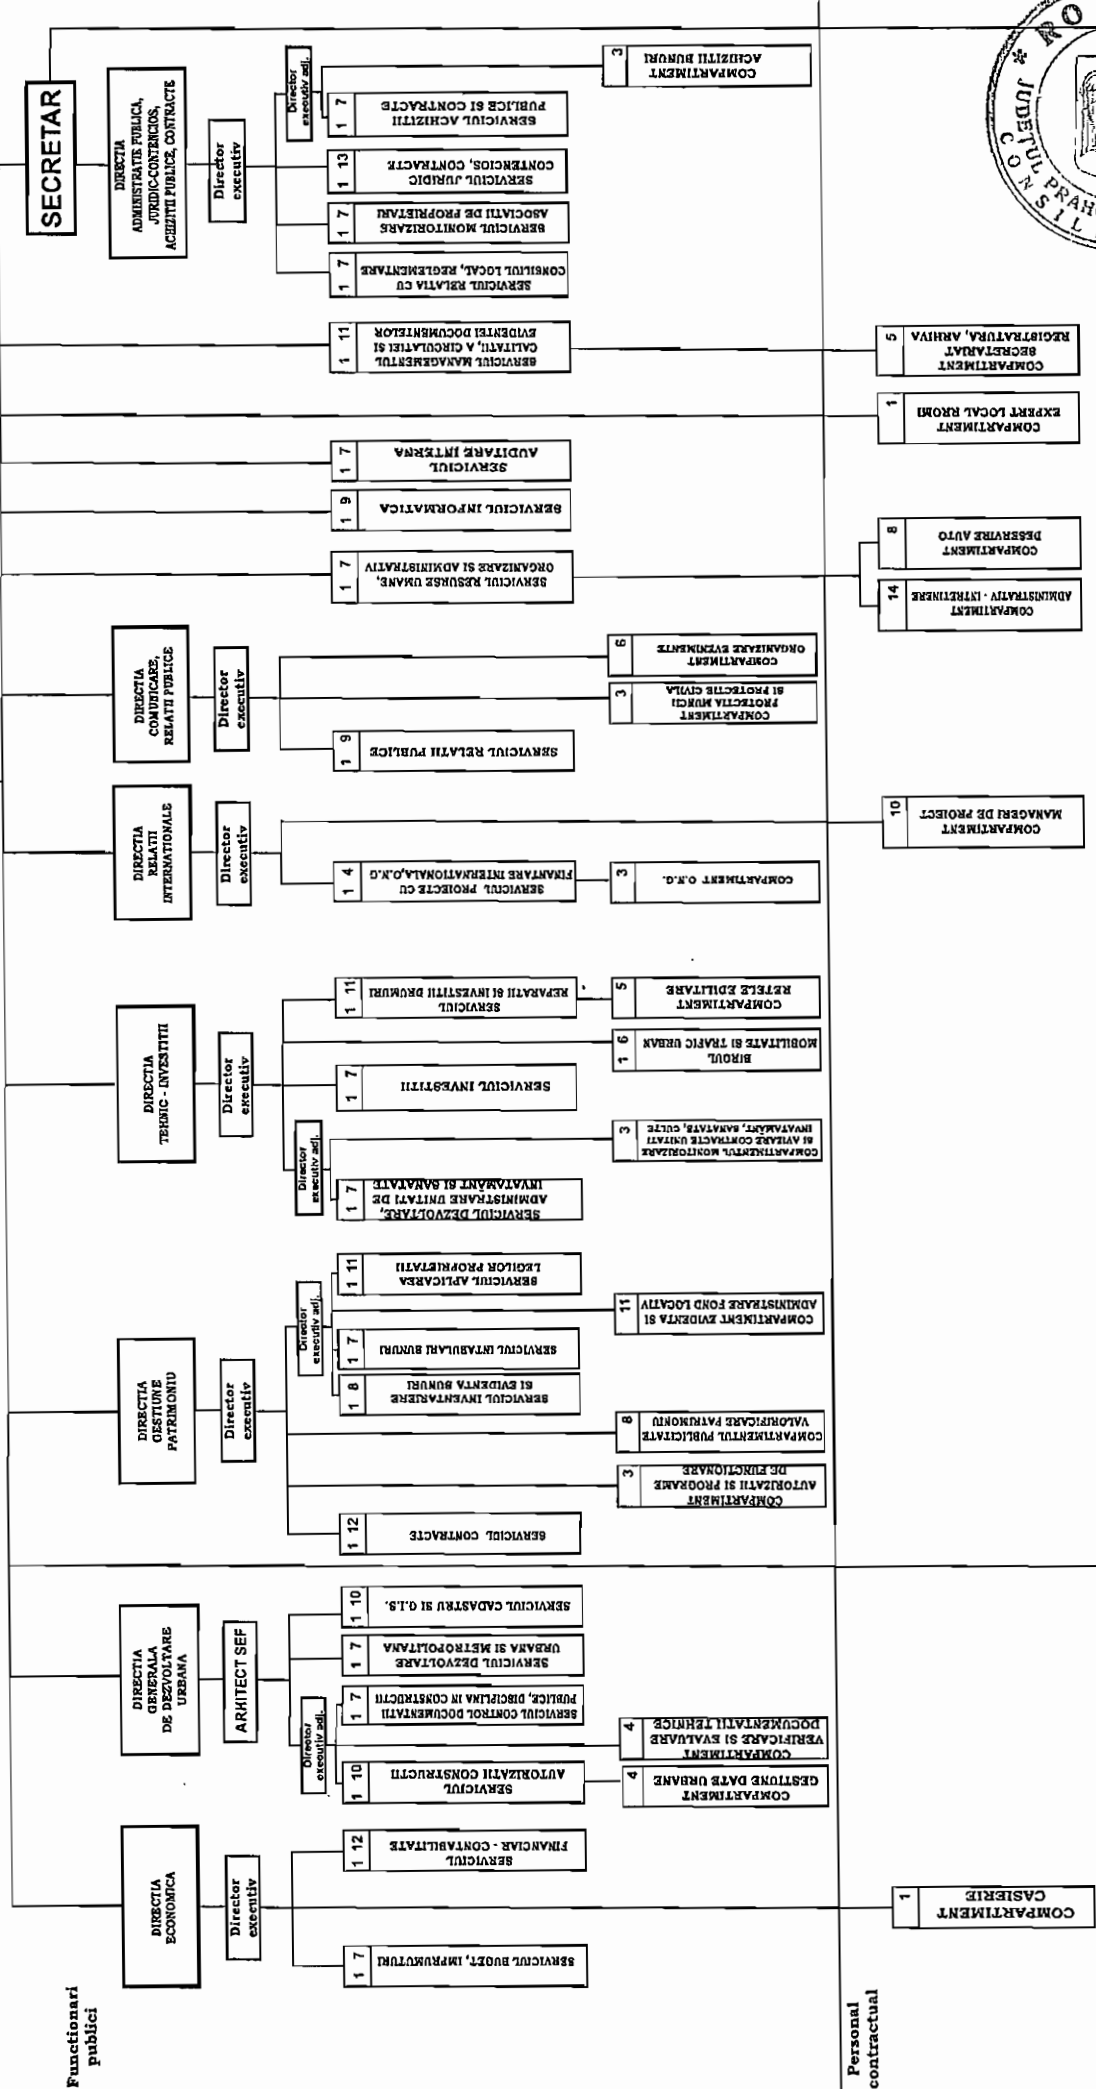 Functionari
publici
DIRECTIA
ECONOMICA
Director
executiv
1 7
SERVICIUL BUGET, IMPRUMUTURI
1 12
SERVICIUL
FINANCIAR - CONTABILITATE
DIRECTIA
GENERALA
DE DEZVOLTARE
URBANA
ARHITECT SEF
Director
executiv adj.
1 10
SERVICIUL
AUTORIZATII CONSTRUCTII
4
COMPARTIMENT
GESTIUNE DATE URBANE
4
COMPARTIMENT
VERIFICARE SI EVALUARE
DOCUMENTATII TEHNICE
1 7
SERVICIUL CONTROL DOCUMENTATII
PUBLICE, DISCIPLINA IN CONSTRUCTII
1 7
SERVICIUL DEZVOLTARE
URBANA SI METROPOLITANA
1 10
SERVICIUL CADASTRU SI G.I.S.
DIRECTIA
GESTIUNE
PATRIMONIU
Director
executiv
1 12
SERVICIUL CONTRACTE
3
COMPARTIMENT
AUTORIZATII SI PROGRAME
DE FUNCTIONARE
8
COMPARTIMENTUL PUBLICITATE
VALORIFICARE PATRIMONIU
Director
executiv adj.
1 8
SERVICIUL INVENTARIERE
SI EVIDENTA BUNURI
1 7
SERVICIUL INTABULARI BUNURI
11
COMPARTIMENT EVIDENTA SI
ADMINISTRARE FOND LOCATIV
1 11
SERVICIUL APLICAREA
LEGILOR PROPRIETATII
DIRECTIA
TEHNIC - INVESTITII
Director
executiv
Director
executiv adj.
1 7
SERVICIUL DEZVOLTARE,
ADMINISTRARE UNITATI DE
INVATAMÂNT SI SANATATE
3
COMPARTIMENTUL MONITORIZARE
SI AVIZARE CONTRACTE UNITATI
INVATAMÂNT, SANATATE, CULTE
1 7
SERVICIUL INVESTITII
1 6
BIROUL
MOBILITATE SI TRAFIC URBAN
1 11
SERVICIUL
REPARATII SI INVESTITII DRUMURI
5
COMPARTIMENT
RETELE EDILITARE
DIRECTIA
RELATII
INTERNATIONALE
Director
executiv
1 4
SERVICIUL PROIECTE CU
FINANTARE INTERNATIONALA,O.N.G
3
COMPARTIMENT O.N.G.
DIRECTIA
COMUNICARE,
RELATII PUBLICE
Director
executiv
1 9
SERVICIUL RELATII PUBLICE
3
COMPARTIMENT
PROTECTIA MUNCII
SI PROTECTIE CIVILA
6
COMPARTIMENT
ORGANIZARE EVENIMENTE
1 7
SERVICIUL RESURSE UMANE,
ORGANIZARE SI ADMINISTRATIV
1 9
SERVICIUL INFORMATICA
1 7
SERVICIUL
AUDITARE INTERNA
1 11
SERVICIUL MANAGEMENTUL
CALITATII, A CIRCULATIEI SI
EVIDENTEI DOCUMENTELOR
SECRETAR
DIRECTIA
ADMINISTRATIE PUBLICA,
JURIDIC-CONTENCIOS,
ACHIZITII PUBLICE, CONTRACTE
Director
executiv
1 7
SERVICIUL RELATIA CU
CONSILIUL LOCAL, REGLEMENTARE
1 7
SERVICIUL MONITORIZARE
ASOCIATII DE PROPRIETARI
1 13
SERVICIUL JURIDIC
CONTENCIOS, CONTRACTE
Director
executiv adj.
1 7
SERVICIUL ACHIZITII
PUBLICE SI CONTRACTE
3
COMPARTIMENT
ACHIZITII BUNURI
Personal
contractual
1
COMPARTIMENT
CASIERIE
10
COMPARTIMENT
MANAGERI DE PROIECT
14
COMPARTIMENT
ADMINISTRATIV - INTRETINERE
8
COMPARTIMENT
DESERVIRE AUTO
1
COMPARTIMENT
EXPERT LOCAL RROMI
5
COMPARTIMENT
SECRETARIAT
REGISTRATURA, ARHIVA
* RO
JUDEŢUL PRAH
CONSIL